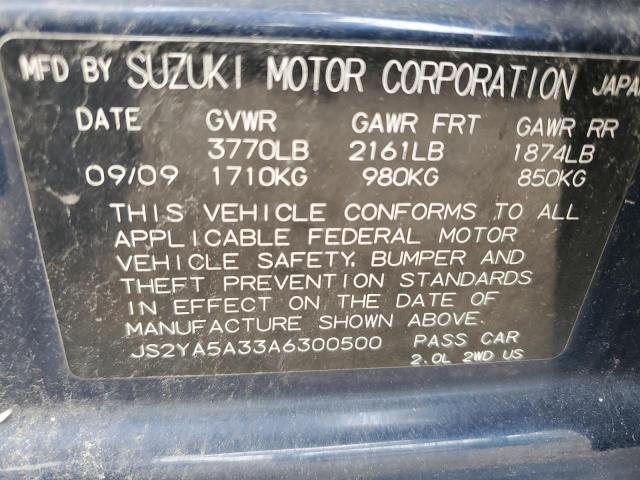 MFD BY SUZUKI MOTOR CORPORATION JAPAN
DATE GVWR GAWR FRT GAWR RR
3770LB 2161LB 1874LB
09/09 1710KG 980KG 850KG
THIS VEHICLE CONFORMS TO ALL
APPLICABLE FEDERAL MOTOR
VEHICLE SAFETY, BUMPER AND
THEFT PREVENTION STANDARDS
IN EFFECT ON THE DATE OF
MANUFACTURE SHOWN ABOVE.
JS2YA5A33A6300500 PASS CAR
2.0L 2WD US